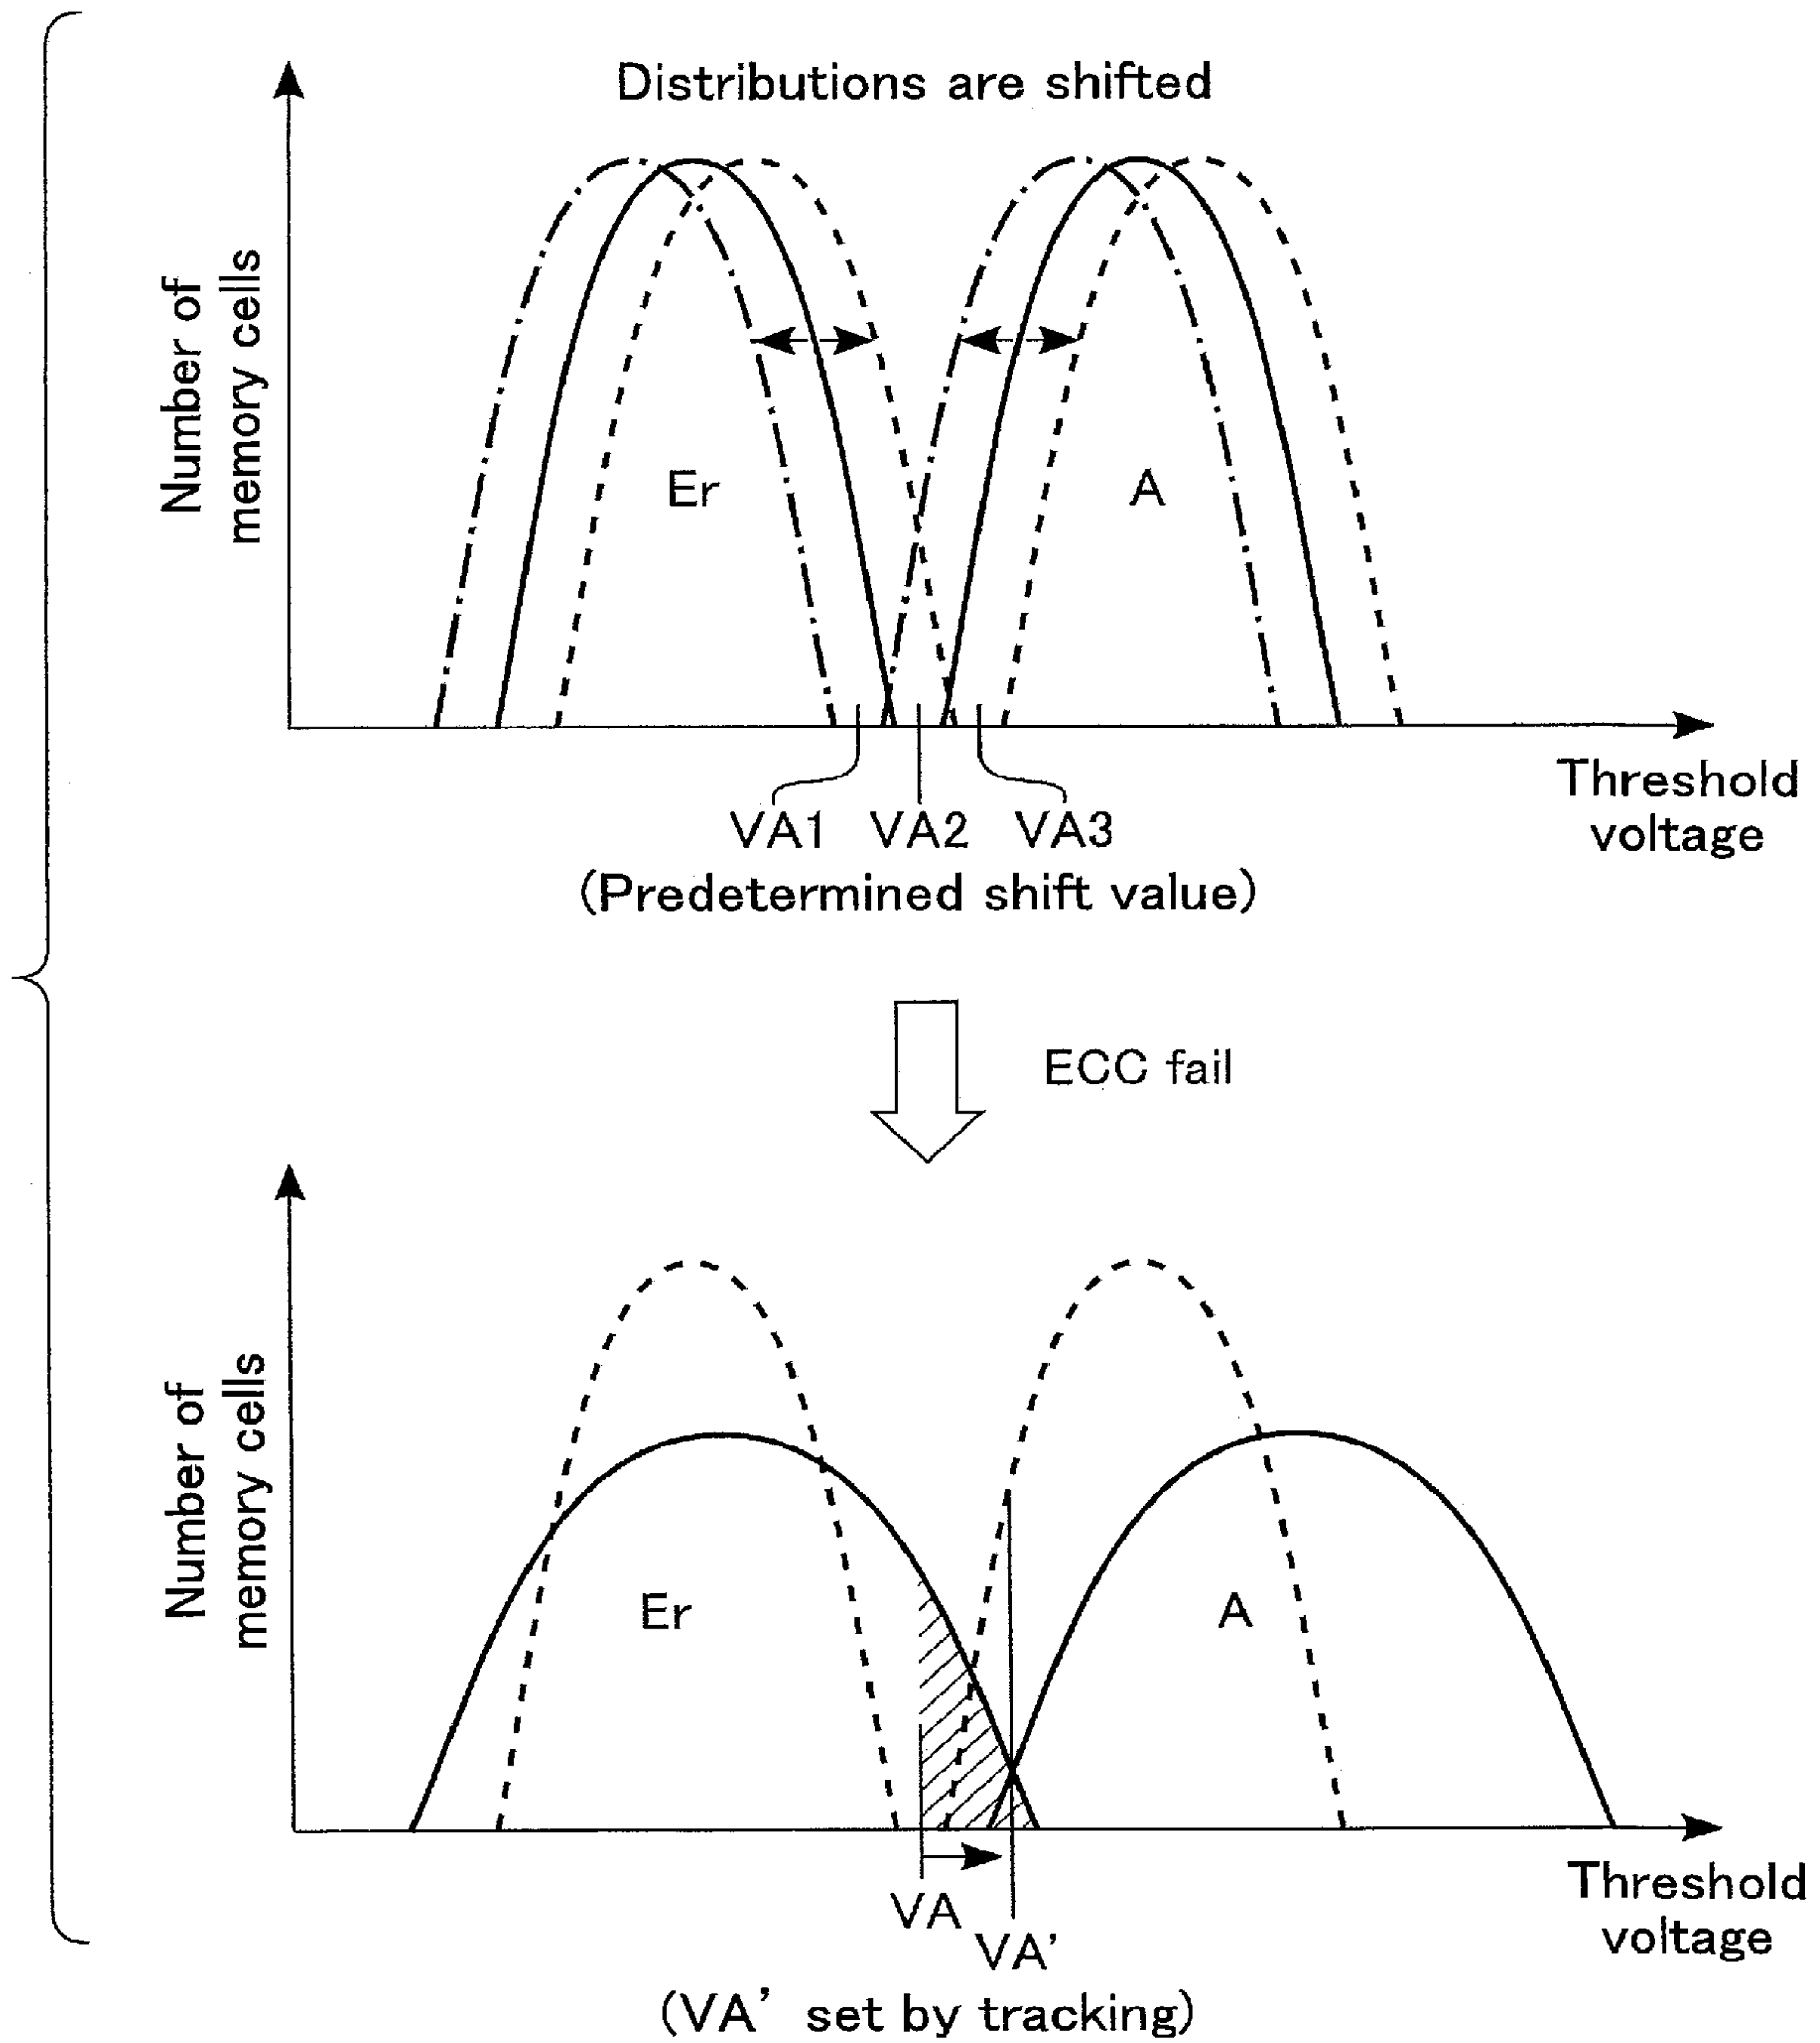 Distributions are shifted
Number of
memory cells
Er
A
Threshold
voltage
VA1 VA2 VA3
(Predetermined shift value)
ECC fail
Number of
memory cells
Er
A
Threshold
voltage
VA
VA'
(VA' set by tracking)